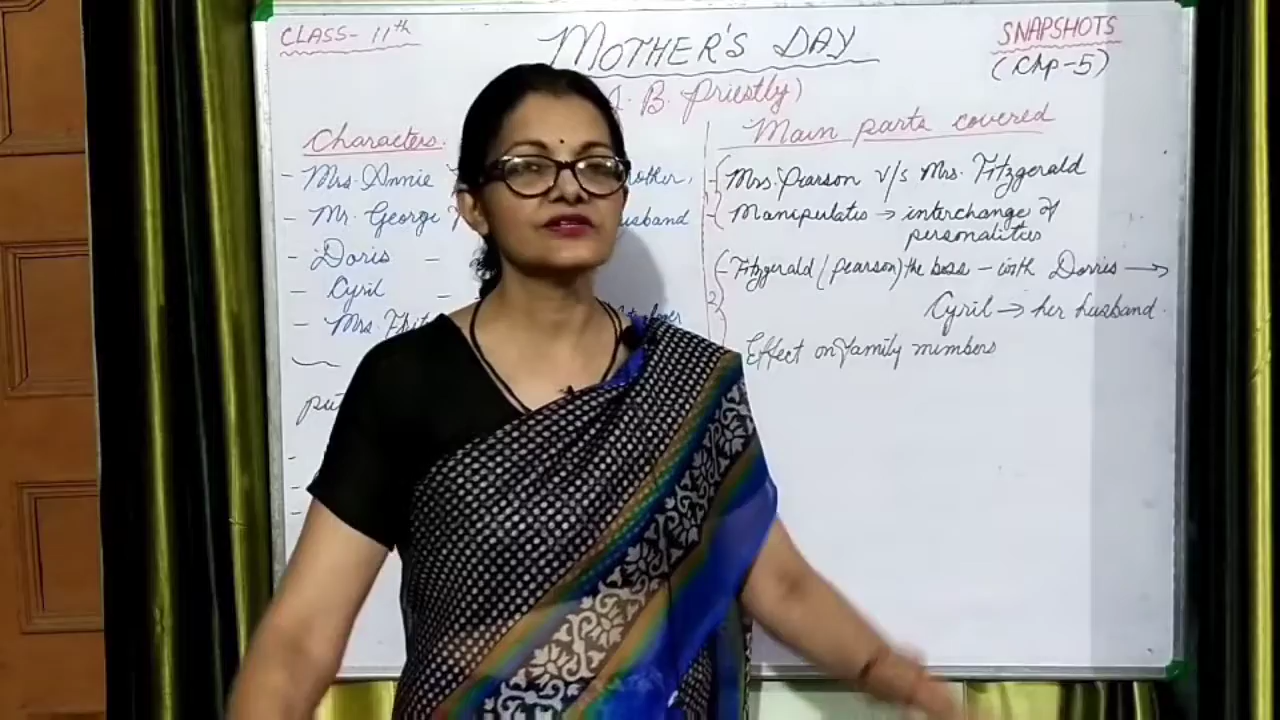 CLASS- 11th
MOTHER'S DAY
SNAPSHOTS
(Chp-5)
J. B. Priestly)
Characters.
- Mrs. Annie
- Mr. George
husband
- Doris -
- Cyril -
- Mrs.
Main parts covered
- Mrs. Pearson v/s Mrs. Fitzgerald
- Manipulates → interchange of
personalities
- Fitzgerald (Pearson) the boss - with Dorris →
Cyril → her husband.
Effect on family members